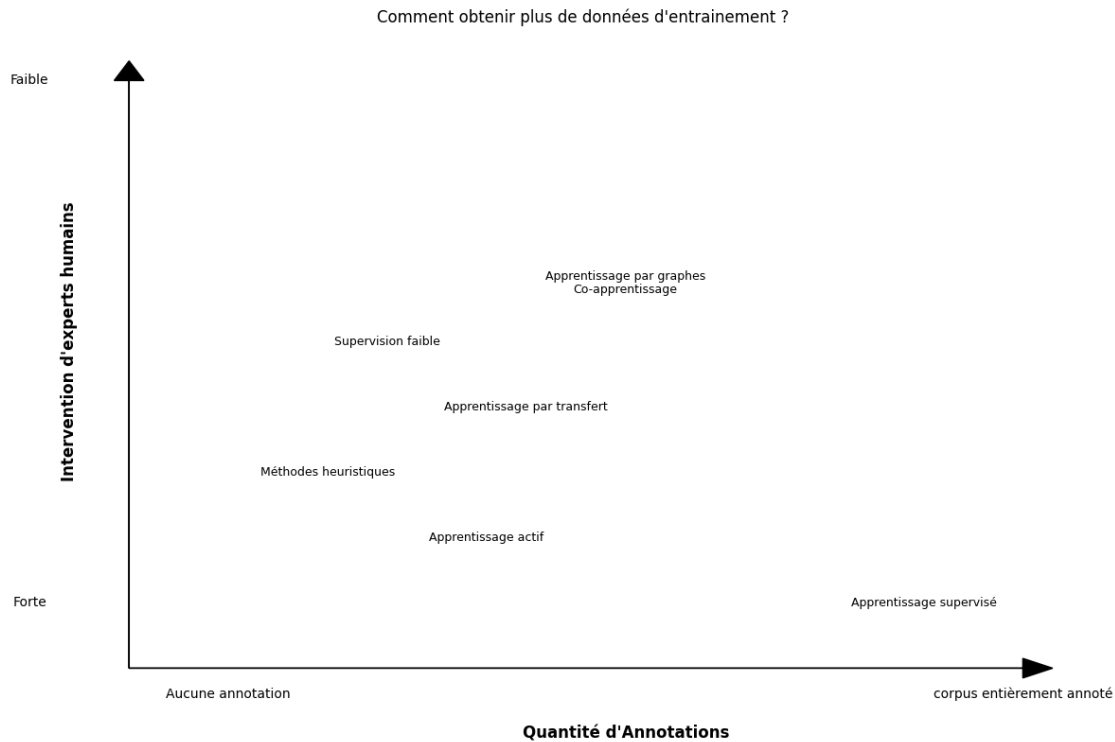 Comment obtenir plus de données d'entrainement ?
Faible
Intervention d'experts humains
Apprentissage par graphes
Co-apprentissage
Supervision faible
Apprentissage par transfert
Méthodes heuristiques
Apprentissage actif
Forte
Apprentissage supervisé
Aucune annotation
corpus entièrement annoté
Quantité d'Annotations